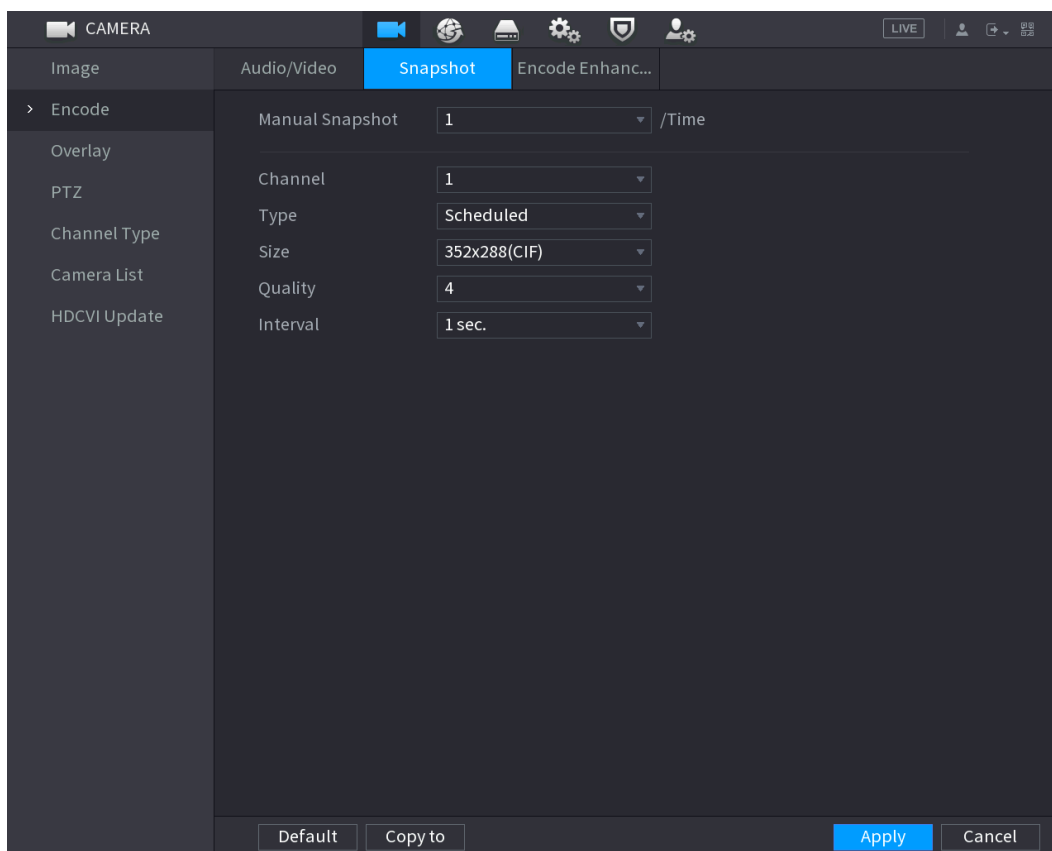 CAMERA
LIVE
Image
Encode
Overlay
PTZ
Channel Type
Camera List
HDCVI Update
Audio/Video
Snapshot
Encode Enhanc...
Manual Snapshot 1 /Time
Channel 1
Type Scheduled
Size 352x288(CIF)
Quality 4
Interval 1 sec.
Default
Copy to
Apply
Cancel